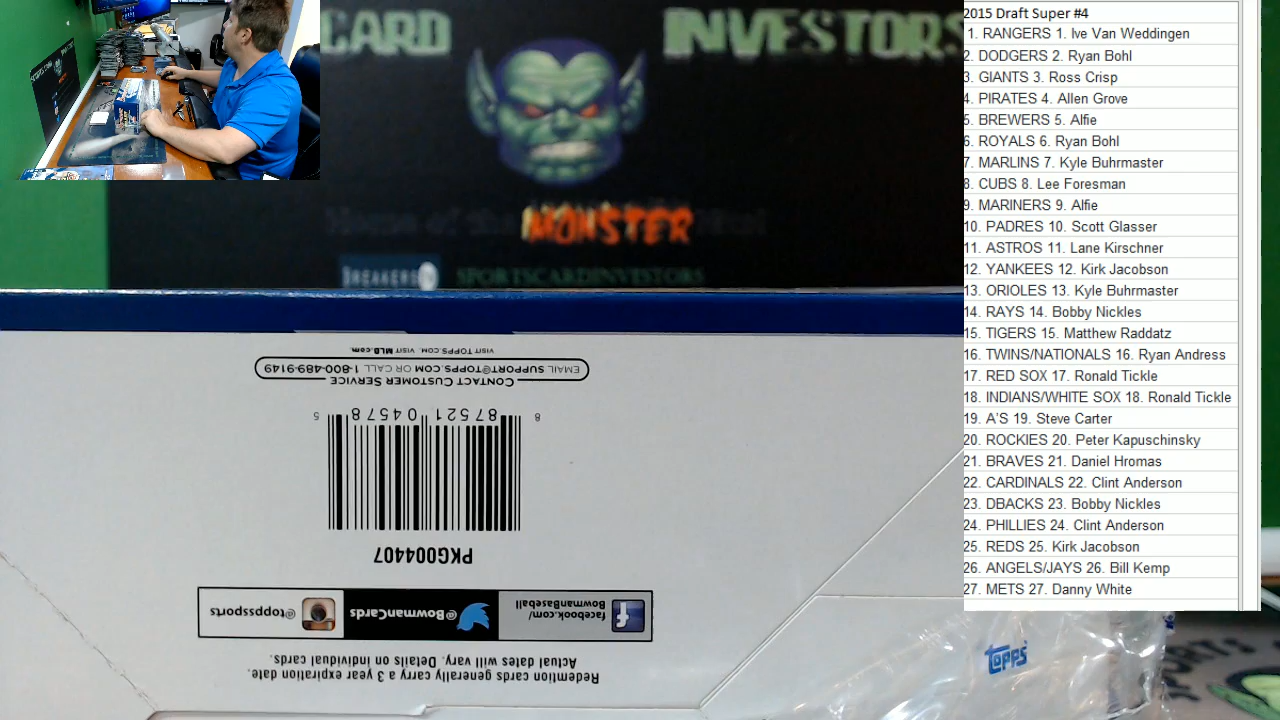 CARD INVESTORS
MONSTER
BREAKERS
SPORTSCARDINVESTORS
2015 Draft Super #4
1. RANGERS 1. Ive Van Weddingen
2. DODGERS 2. Ryan Bohl
3. GIANTS 3. Ross Crisp
4. PIRATES 4. Allen Grove
5. BREWERS 5. Alfie
6. ROYALS 6. Ryan Bohl
7. MARLINS 7. Kyle Buhrmaster
8. CUBS 8. Lee Foresman
9. MARINERS 9. Alfie
10. PADRES 10. Scott Glasser
11. ASTROS 11. Lane Kirschner
12. YANKEES 12. Kirk Jacobson
13. ORIOLES 13. Kyle Buhrmaster
14. RAYS 14. Bobby Nickles
15. TIGERS 15. Matthew Raddatz
16. TWINS/NATIONALS 16. Ryan Andress
17. RED SOX 17. Ronald Tickle
18. INDIANS/WHITE SOX 18. Ronald Tickle
19. A'S 19. Steve Carter
20. ROCKIES 20. Peter Kapuschinsky
21. BRAVES 21. Daniel Hromas
22. CARDINALS 22. Clint Anderson
23. DBACKS 23. Bobby Nickles
24. PHILLIES 24. Clint Anderson
25. REDS 25. Kirk Jacobson
26. ANGELS/JAYS 26. Bill Kemp
27. METS 27. Danny White
Redemtion cards generally carry a 3 year expiration date.
Actual dates will vary. Details on individual cards.
facebook.com/
BowmanBaseball
@BowmanCards
@toppssports
PKG004407
8 87521 04578 5
CONTACT CUSTOMER SERVICE
EMAIL SUPPORT@TOPPS.COM OR CALL 1-800-489-9149
VISIT TOPPS.COM. VISIT MLB.com.
Topps
SPORTS